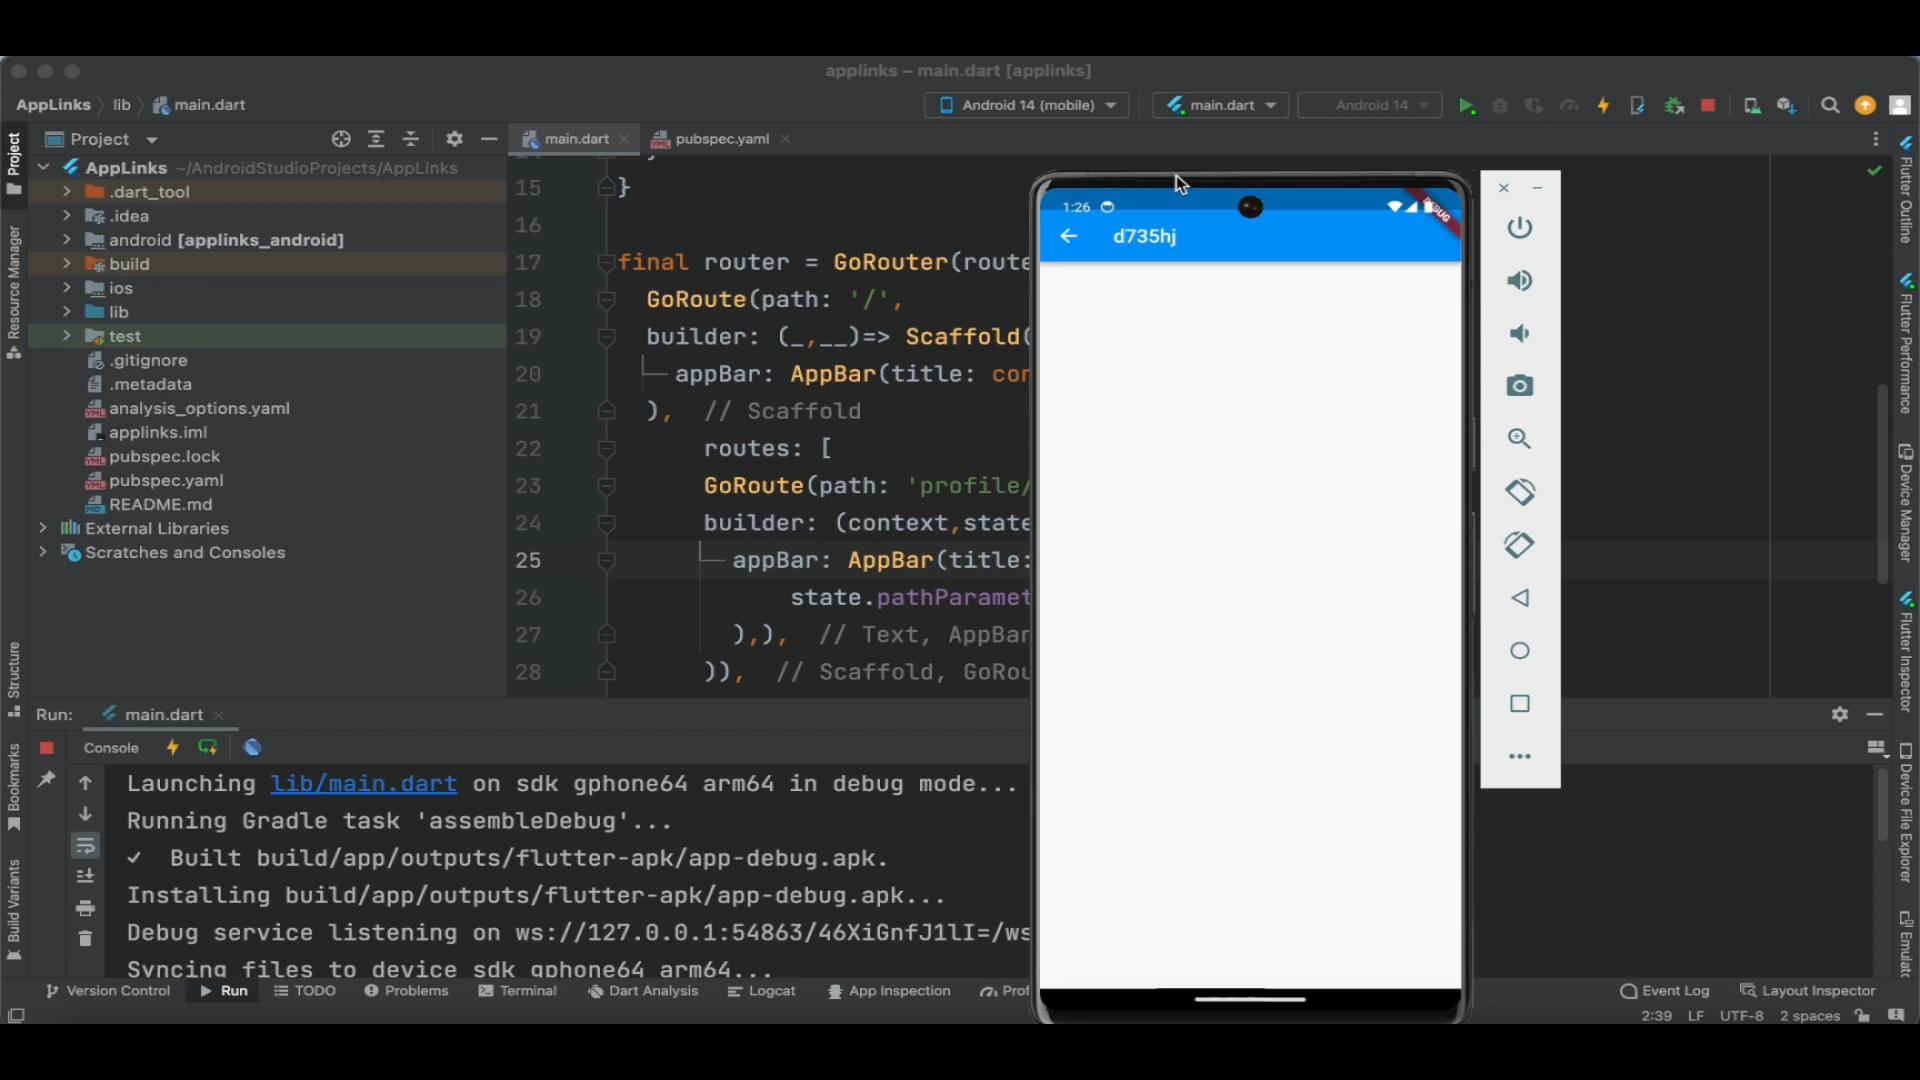 applinks – main.dart [applinks]
AppLinks lib main.dart
Android 14 (mobile) main.dart Android 14
Project
main.dart pubspec.yaml
AppLinks ~/AndroidStudioProjects/AppLinks
.dart_tool
.idea
android [applinks_android]
build
ios
lib
test
.gitignore
.metadata
analysis_options.yaml
applinks.iml
pubspec.lock
pubspec.yaml
README.md
External Libraries
Scratches and Consoles
Project
Resource Manager
Structure
Bookmarks
Build Variants
15 }
16
17 final router = GoRouter(route
18 GoRoute(path: '/',
19 builder: (_,__)=> Scaffold(
20 appBar: AppBar(title: con
21 ), // Scaffold
22 routes: [
23 GoRoute(path: 'profile/
24 builder: (context,state
25 appBar: AppBar(title:
26 state.pathParamet
27 ),), // Text, AppBar
28 )), // Scaffold, GoRou
1:26
DEBUG
d735hj
Flutter Outline
Flutter Performance
Device Manager
Flutter Inspector
Device File Explorer
Emulato
Run: main.dart
Console
Launching lib/main.dart on sdk gphone64 arm64 in debug mode...
Running Gradle task 'assembleDebug'...
✓ Built build/app/outputs/flutter-apk/app-debug.apk.
Installing build/app/outputs/flutter-apk/app-debug.apk...
Debug service listening on ws://127.0.0.1:54863/46XiGnfJ1lI=/ws
Syncing files to device sdk gphone64 arm64...
Version Control Run TODO Problems Terminal Dart Analysis Logcat App Inspection Prof
Event Log Layout Inspector
2:39 LF UTF-8 2 spaces